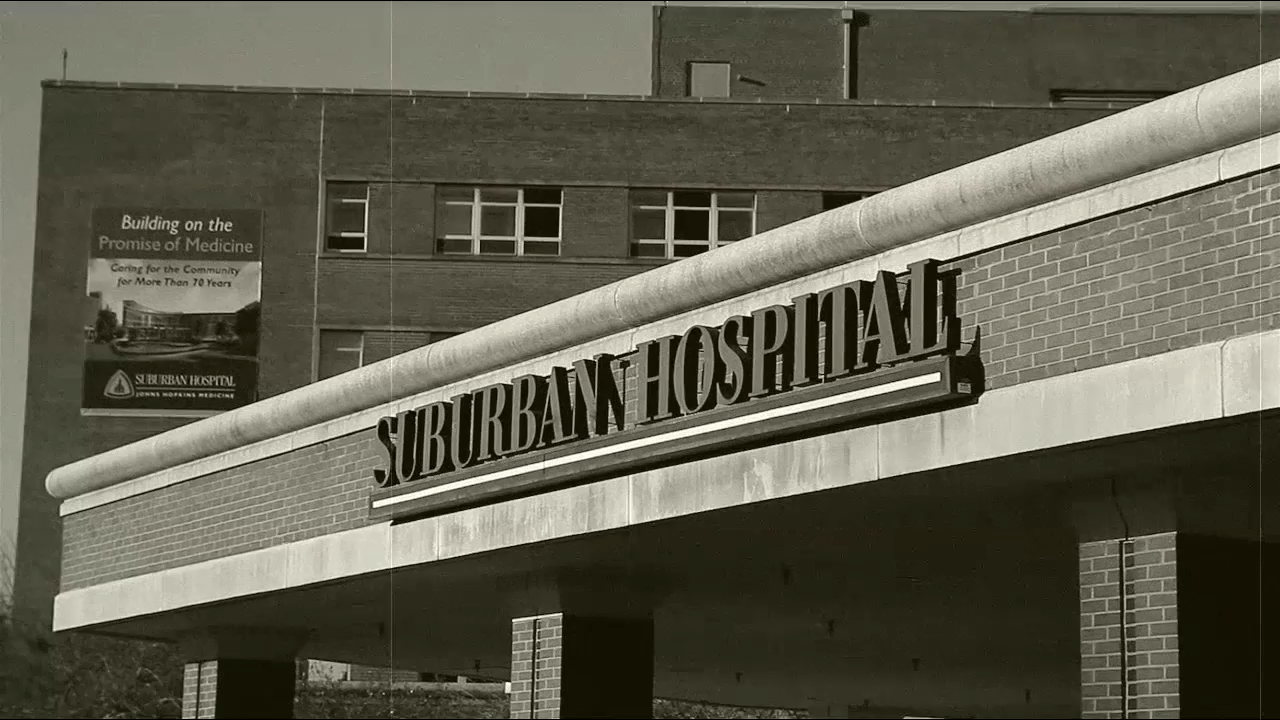 Building on the
Promise of Medicine
Caring for the Community
for More Than 70 Years
SUBURBAN HOSPITAL
JOHNS HOPKINS MEDICINE
SUBURBAN HOSPITAL